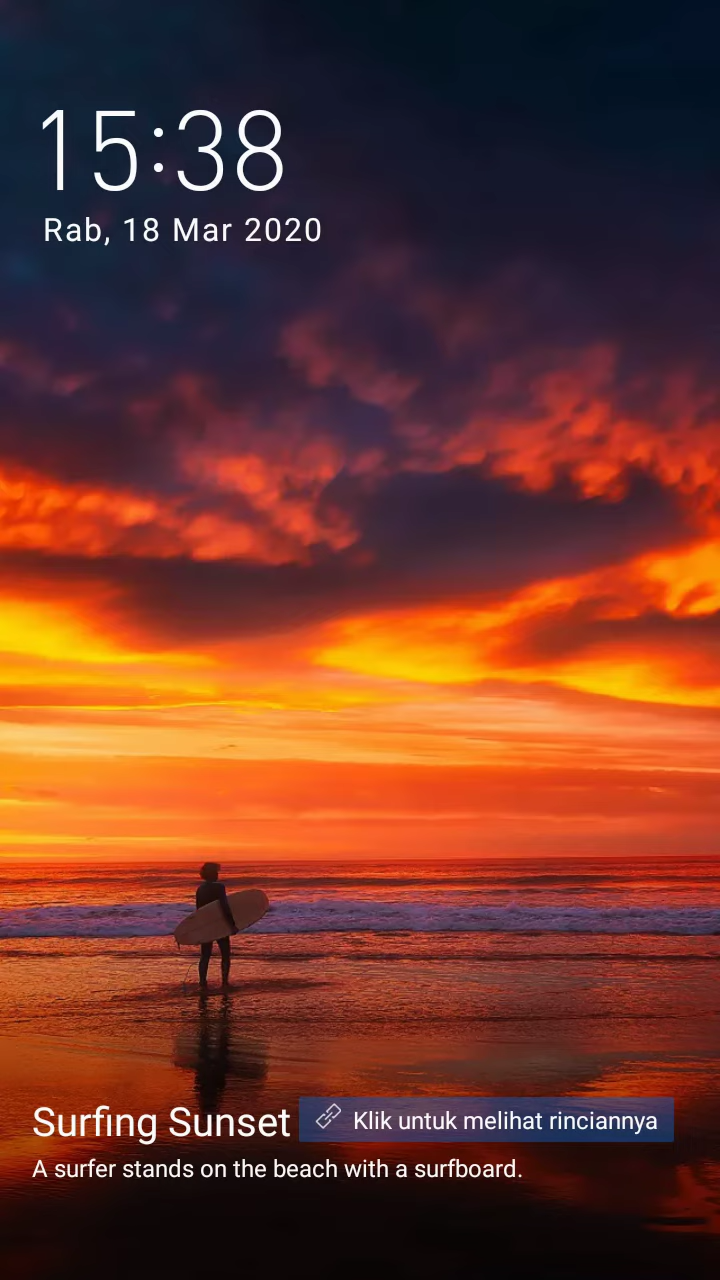 15:38
Rab, 18 Mar 2020
Surfing Sunset Klik untuk melihat rinciannya
A surfer stands on the beach with a surfboard.